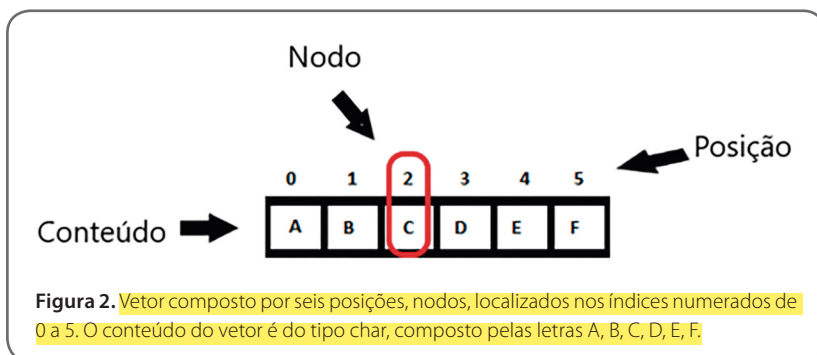 Nodo
Posição
0 1 2 3 4 5
Conteúdo
A B C D E F
Figura 2. Vetor composto por seis posições, nodos, localizados nos índices numerados de
0 a 5. O conteúdo do vetor é do tipo char, composto pelas letras A, B, C, D, E, F.